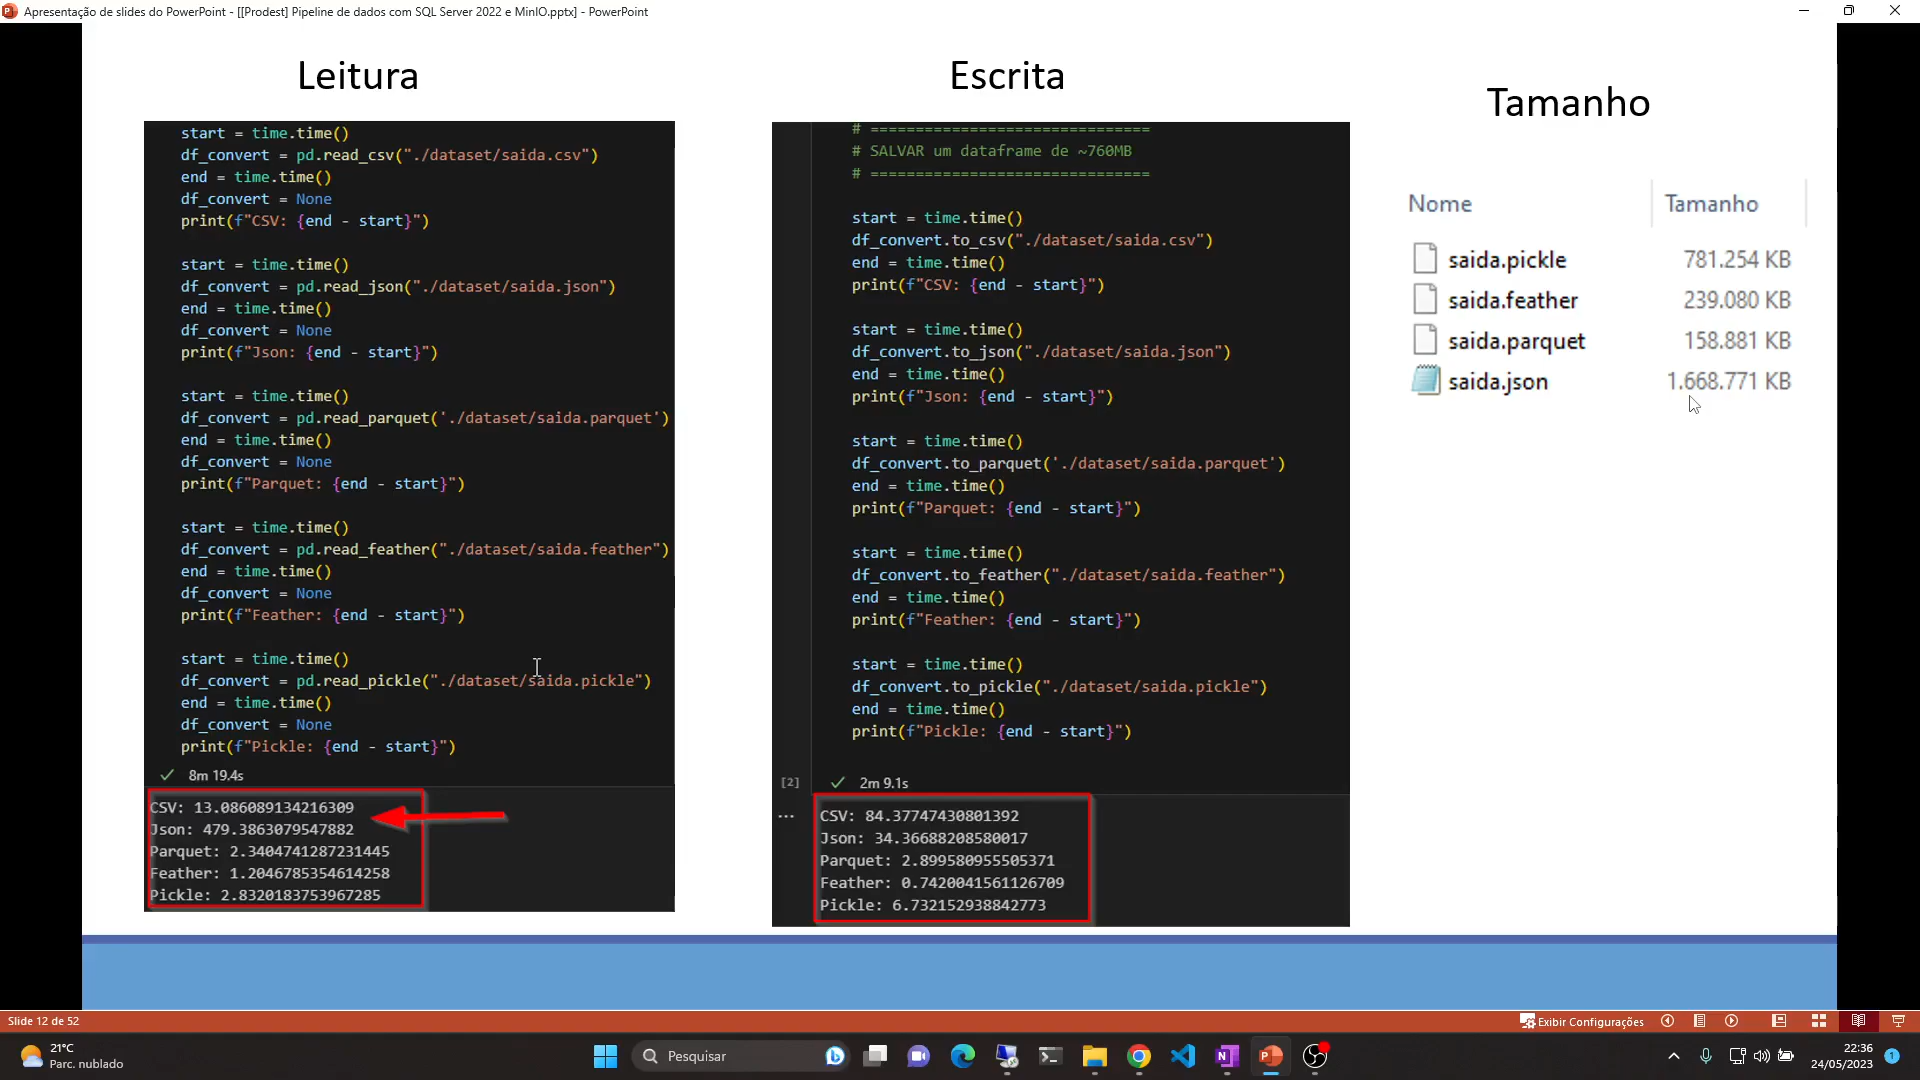 Apresentação de slides do PowerPoint - [[Prodest] Pipeline de dados com SQL Server 2022 e MinIO.pptx] - PowerPoint
Leitura
start = time.time()
df_convert = pd.read_csv("./dataset/saida.csv")
end = time.time()
df_convert = None
print(f"CSV: {end - start}")
start = time.time()
df_convert = pd.read_json("./dataset/saida.json")
end = time.time()
df_convert = None
print(f"Json: {end - start}")
start = time.time()
df_convert = pd.read_parquet('./dataset/saida.parquet')
end = time.time()
df_convert = None
print(f"Parquet: {end - start}")
start = time.time()
df_convert = pd.read_feather("./dataset/saida.feather")
end = time.time()
df_convert = None
print(f"Feather: {end - start}")
start = time.time()
df_convert = pd.read_pickle("./dataset/saida.pickle")
end = time.time()
df_convert = None
print(f"Pickle: {end - start}")
8m 19.4s
CSV: 13.086089134216309
Json: 479.3863079547882
Parquet: 2.3404741287231445
Feather: 1.2046785354614258
Pickle: 2.8320183753967285
Escrita
# ===============================
# SALVAR um dataframe de ~760MB
# ===============================
start = time.time()
df_convert.to_csv("./dataset/saida.csv")
end = time.time()
print(f"CSV: {end - start}")
start = time.time()
df_convert.to_json("./dataset/saida.json")
end = time.time()
print(f"Json: {end - start}")
start = time.time()
df_convert.to_parquet('./dataset/saida.parquet')
end = time.time()
print(f"Parquet: {end - start}")
start = time.time()
df_convert.to_feather("./dataset/saida.feather")
end = time.time()
print(f"Feather: {end - start}")
start = time.time()
df_convert.to_pickle("./dataset/saida.pickle")
end = time.time()
print(f"Pickle: {end - start}")
[2] 2m 9.1s
CSV: 84.37747430801392
Json: 34.36688208580017
Parquet: 2.899580955505371
Feather: 0.7420041561126709
Pickle: 6.732152938842773
Tamanho
Nome Tamanho
saida.pickle 781.254 KB
saida.feather 239.080 KB
saida.parquet 158.881 KB
saida.json 1.668.771 KB
Slide 12 de 52
Exibir Configurações
21°C
Parc. nublado
Pesquisar
22:36
24/05/2023
1